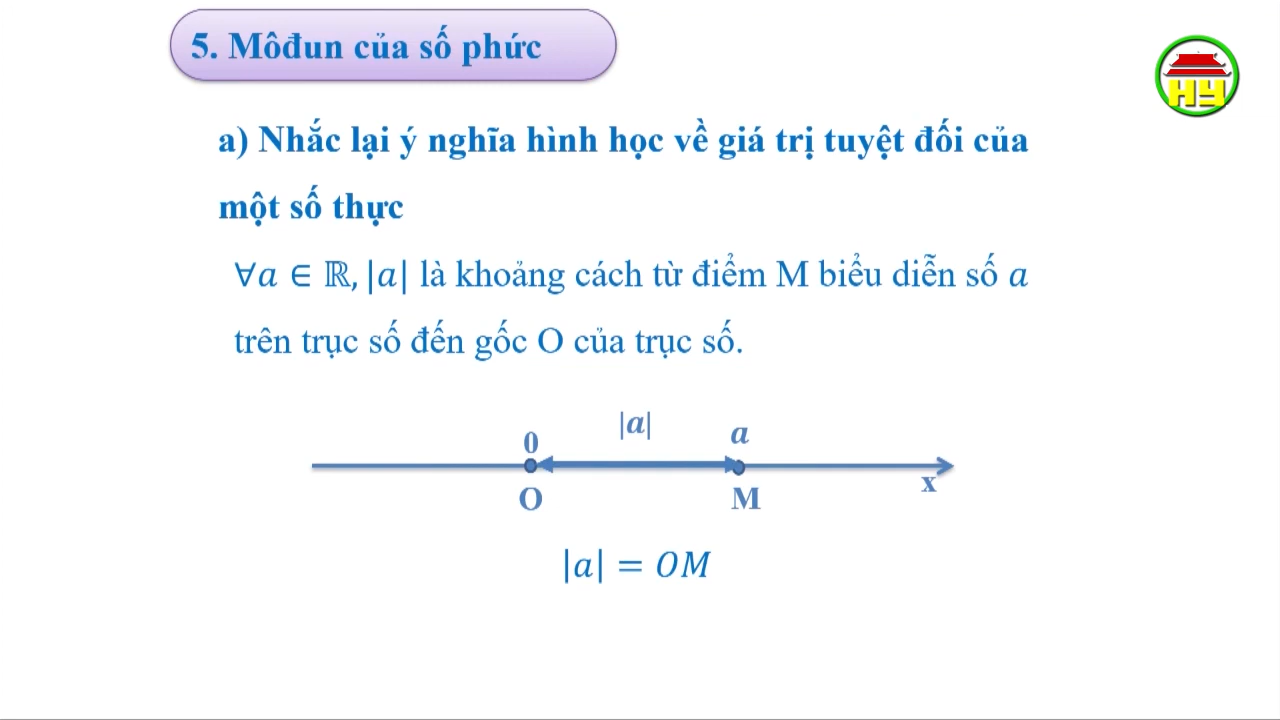 5. Môđun của số phức
HY
a) Nhắc lại ý nghĩa hình học về giá trị tuyệt đối của
một số thực
∀𝑎 ∈ ℝ, |𝑎| là khoảng cách từ điểm M biểu diễn số 𝑎
trên trục số đến gốc O của trục số.
|a|
0 a
O M x
|𝑎| = 𝑂𝑀